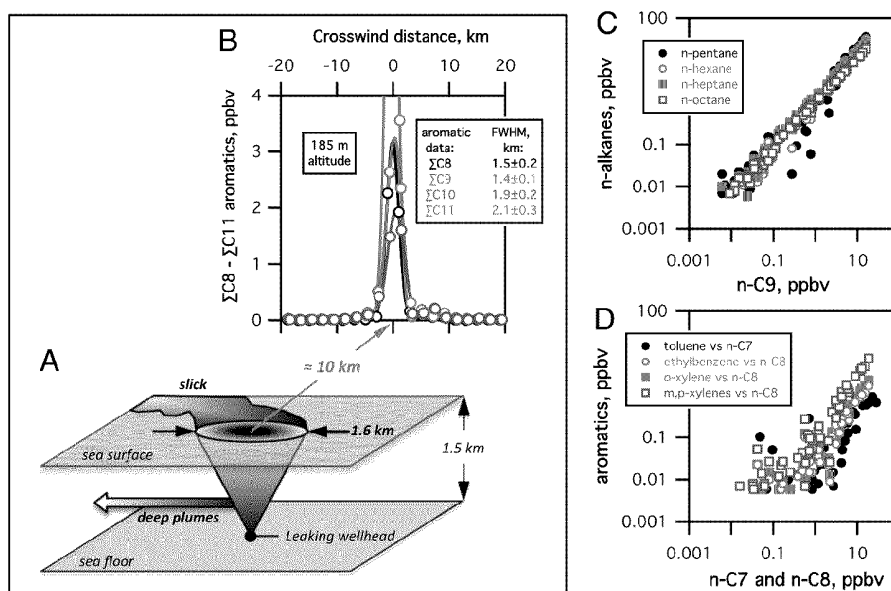 B
Crosswind distance, km
-20
-10
0
10
20
4
3
2
1
0
ΣC8 - ΣC11 aromatics, ppbv
185 m
altitude
aromatic
data:
FWHM,
km:
ΣC8 1.5±0.2
ΣC9 1.4±0.1
ΣC10 1.9±0.2
ΣC11 2.1±0.3
≈ 10 km
A
slick
1.6 km
sea surface
1.5 km
deep plumes
Leaking wellhead
sea floor
C
100
0.1
0.01
0.001
n-alkanes, ppbv
n-pentane
n-hexane
n-heptane
n-octane
0.001
0.1
10
100
n-C9, ppbv
D
100
0.1
0.01
0.001
aromatics, ppbv
toluene vs n-C7
ethylbenzene vs n-C8
o-xylene vs n-C8
m,p-xylenes vs n-C8
0.001
0.1
10
100
n-C7 and n-C8, ppbv